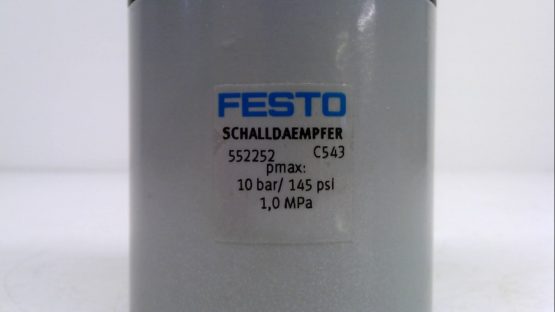 FESTO
SCHALLDAEMPFER
552252 C543
pmax:
10 bar/ 145 psi
1,0 MPa